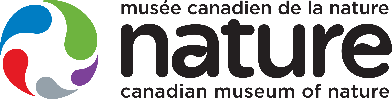 musée canadien de la nature
nature
canadian museum of nature